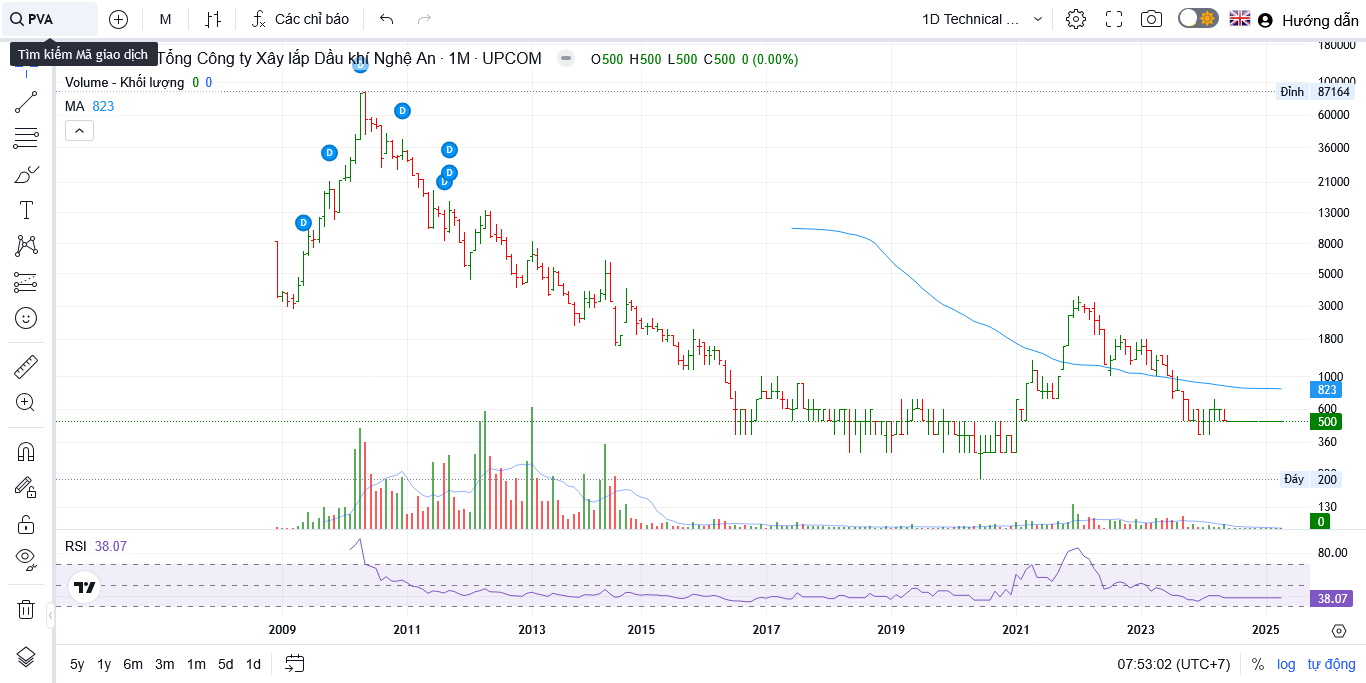 PVA
M
Các chỉ báo
1D Technical ...
Hướng dẫn
Tìm kiếm Mã giao dịch
Tổng Công ty Xây lắp Dầu khí Nghệ An · 1M · UPCOM
O500 H500 L500 C500 0 (0.00%)
Volume - Khối lượng 0 0
MA 823
D
D
D
D
D
D
D
180000
100000
Đỉnh 87164
60000
36000
21000
13000
8000
5000
3000
1800
1000
823
600
500
360
Đáy 200
130
0
RSI 38.07
80.00
38.07
2009 2011 2013 2015 2017 2019 2021 2023 2025
5y 1y 6m 3m 1m 5d 1d
07:53:02 (UTC+7) % log tự động